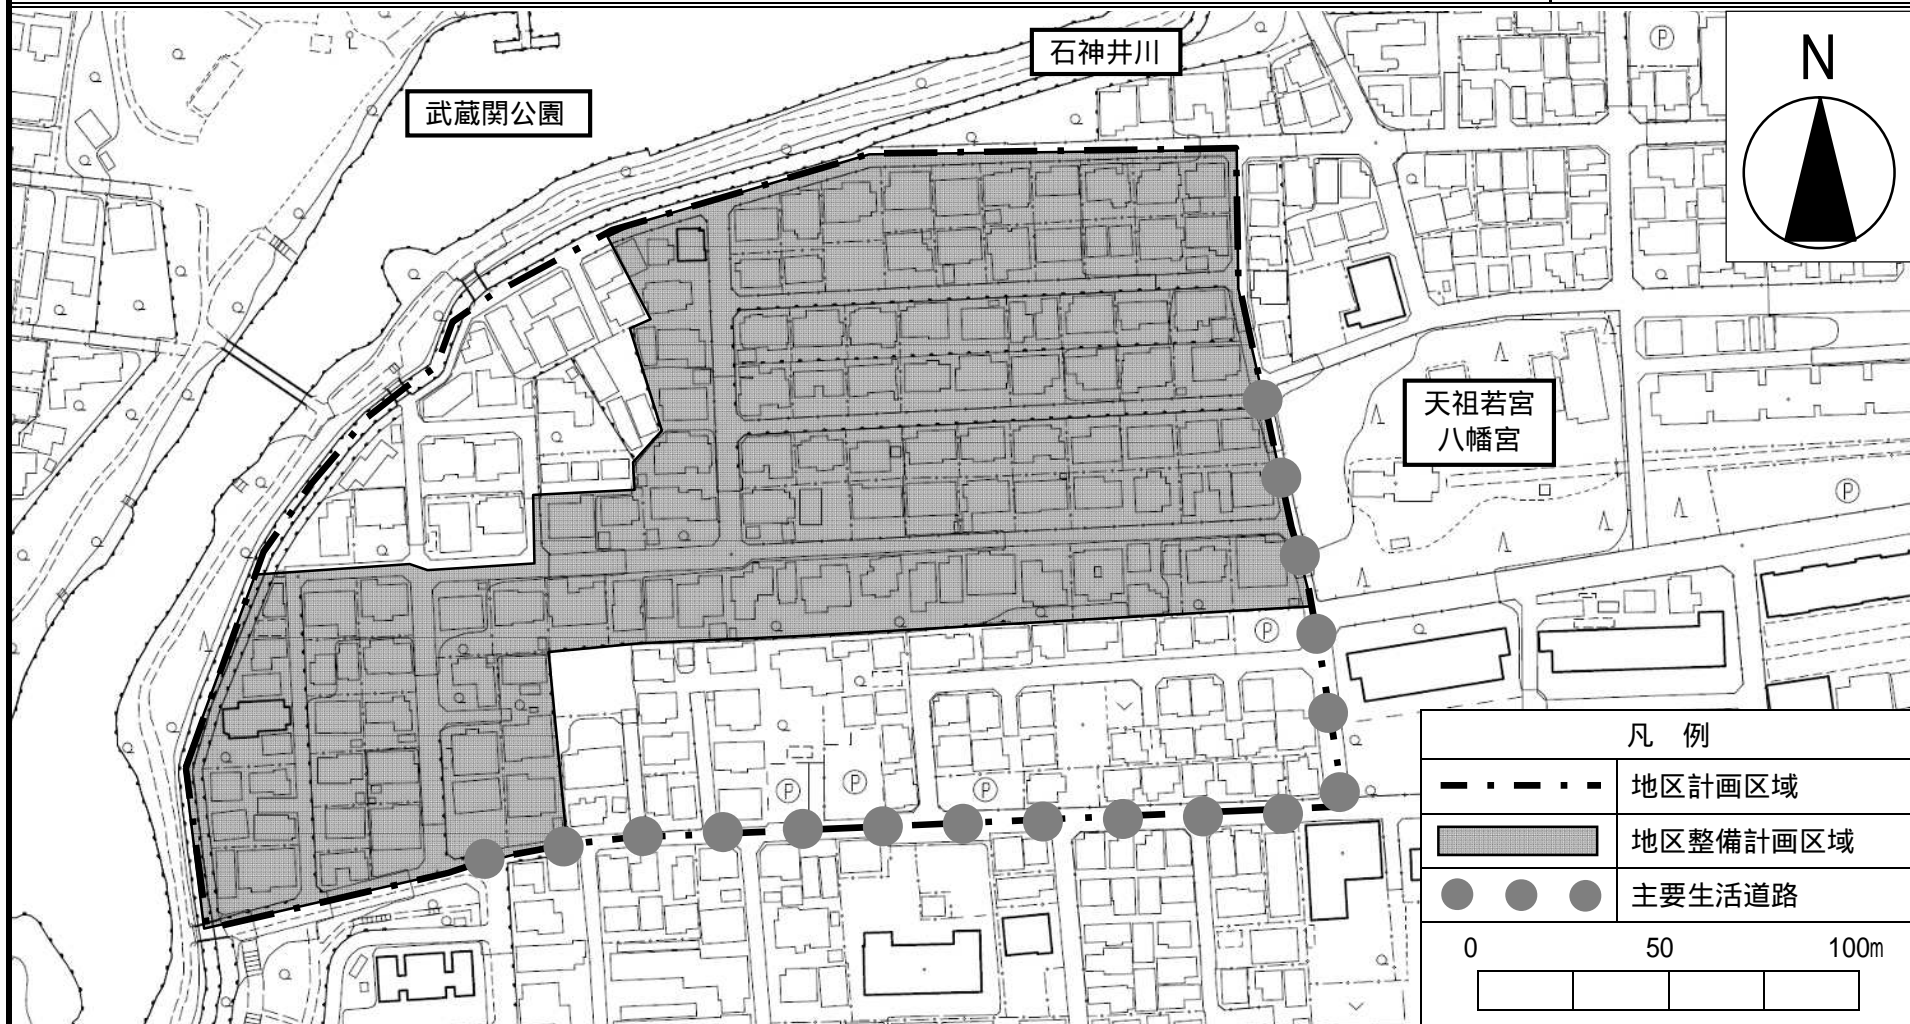 石神井川
武蔵関公園
N
Ⓟ
天祖若宮
八幡宮
Ⓟ
Ⓟ
Ⓟ
Ⓟ
Ⓟ
凡 例
地区計画区域
地区整備計画区域
主要生活道路
0 50 100m